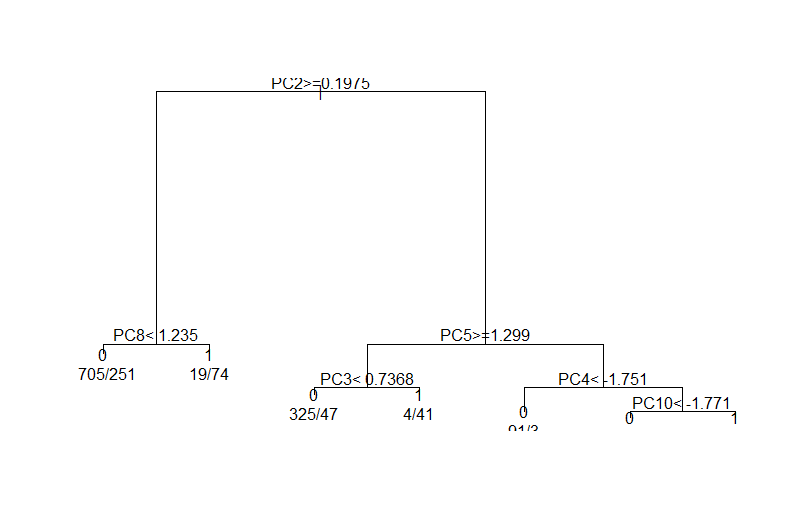 PC2>=0.1975
PC8< 1.235
PC5>=1.299
0
1
705/251
19/74
PC3< 0.7368
PC4< -1.751
0
1
325/47
4/41
0
PC10< -1.771
0
1